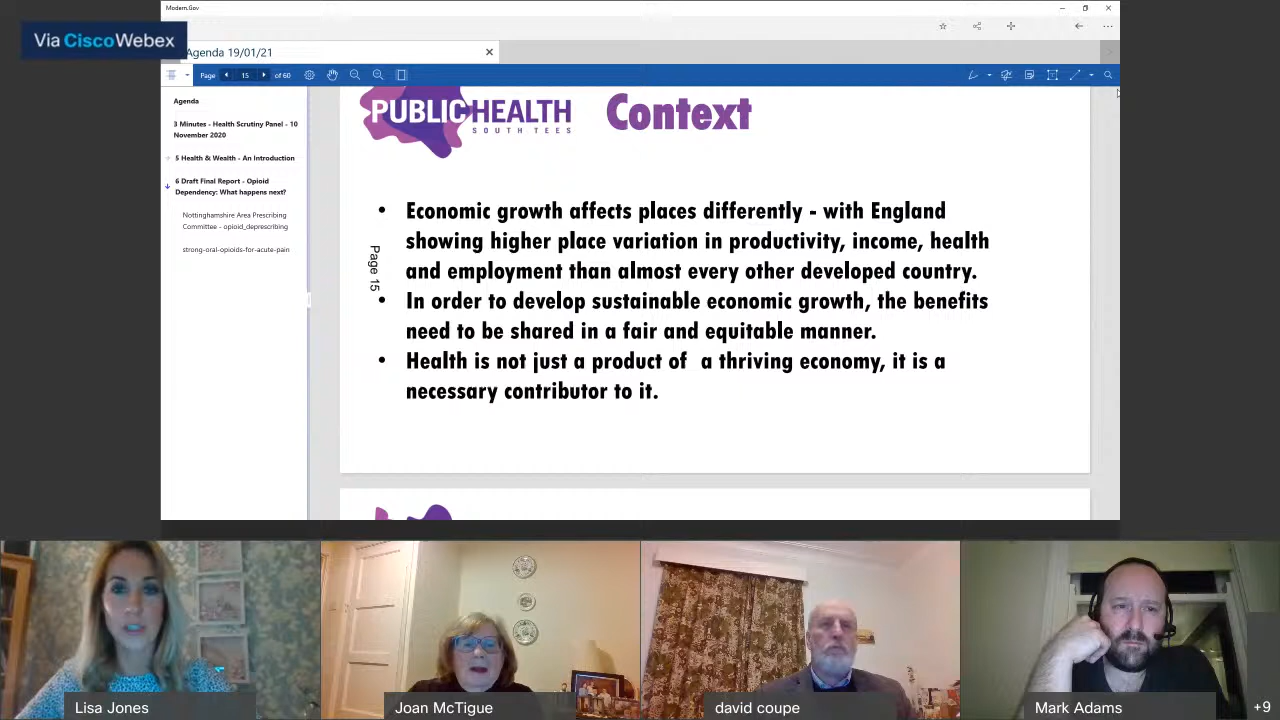 Modern.Gov
Via CiscoWebex
Agenda 19/01/21
Page 15 of 60
Agenda
3 Minutes - Health Scrutiny Panel - 10
November 2020
5 Health & Wealth - An Introduction
6 Draft Final Report - Opioid
Dependency: What happens next?
Nottinghamshire Area Prescribing
Committee - opioid_deprescribing
strong-oral-opioids-for-acute-pain
PUBLIC HEALTH
SOUTH TEES
Context
• Economic growth affects places differently - with England
showing higher place variation in productivity, income, health
and employment than almost every other developed country.
• In order to develop sustainable economic growth, the benefits
need to be shared in a fair and equitable manner.
• Health is not just a product of  a thriving economy, it is a
necessary contributor to it.
Page 15
Lisa Jones
Joan McTigue
david coupe
Mark Adams
+9